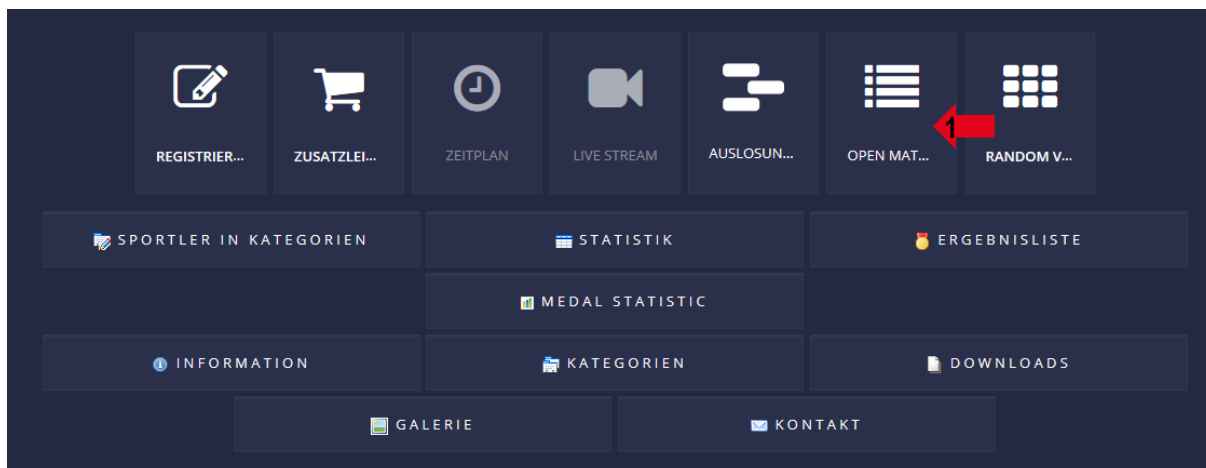 1
REGISTRIER... ZUSATZLEI... ZEITPLAN LIVE STREAM AUSLOSUN... OPEN MAT... RANDOM V...
SPORTLER IN KATEGORIEN STATISTIK ERGEBNISLISTE
MEDAL STATISTIC
INFORMATION KATEGORIEN DOWNLOADS
GALERIE KONTAKT